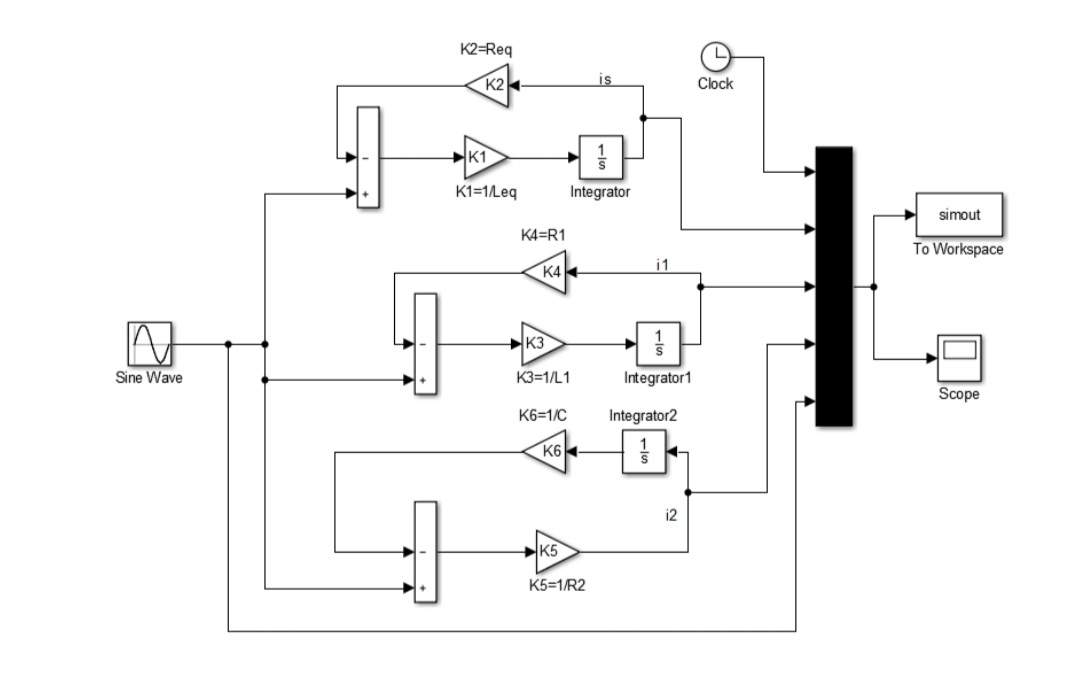 K2=Req
K2
is
Clock
-
+
K1
K1=1/Leq
1
s
Integrator
simout
To Workspace
K4=R1
K4
i1
-
+
K3
K3=1/L1
1
s
Integrator1
Sine Wave
Scope
K6=1/C
K6
Integrator2
1
s
i2
-
+
K5
K5=1/R2